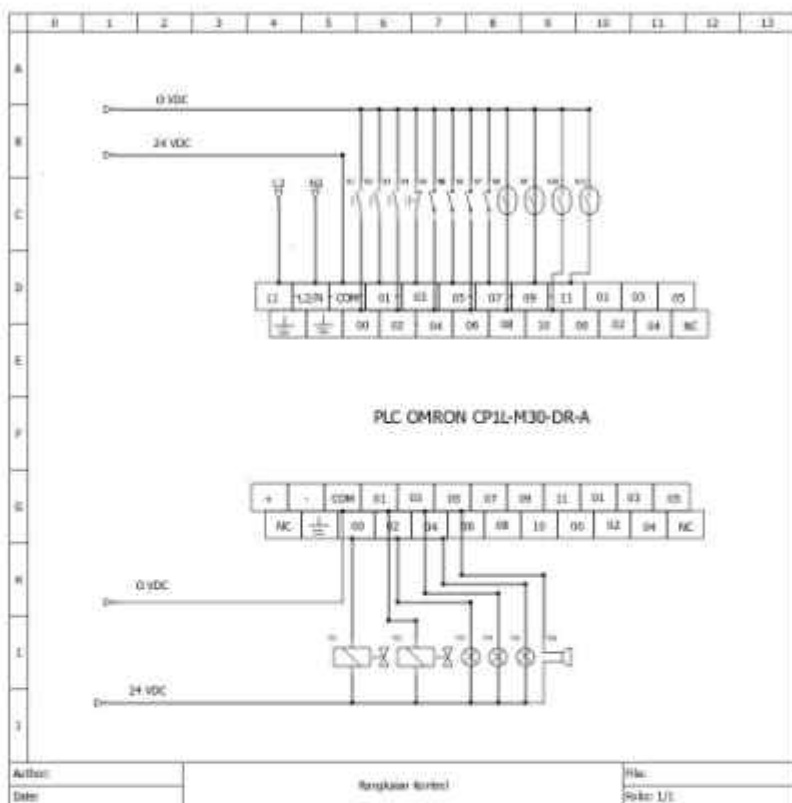 0 1 2 3 4 5 6 7 8 9 10 11 12 13
A
0 VDC
B
24 VDC
L2 N2
C
D
L1 L2/N COM 01 03 05 07 09 11 01 03 05
00 02 04 06 08 10 00 02 04 NC
E
PLC OMRON CP1L-M30-DR-A
F
G
+ - COM 01 03 05 07 09 11 01 03 05
NC 00 02 04 06 08 10 00 02 04 NC
H
0 VDC
I
24 VDC
J
Author:
Date:
Rangkaian Kontrol
File:
Folio: 1/1